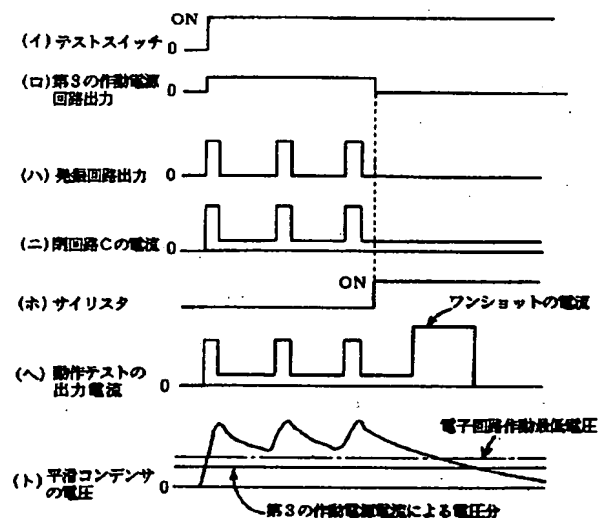 ON
(イ)テストスイッチ 0
(ロ)第3の作動電源
回路出力 0
(ハ)発振回路出力 0
(ニ)閉回路Cの電流 0
ON
(ホ)サイリスタ
ワンショットの電流
(ヘ)動作テストの
出力電流 0
電子回路作動最低電圧
(ト)平滑コンデンサ
の電圧 0
第3の作動電源電流による電圧分